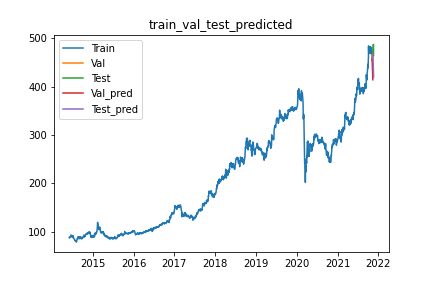 train_val_test_predicted
500
400
300
200
100
Train
Val
Test
Val_pred
Test_pred
2015 2016 2017 2018 2019 2020 2021 2022